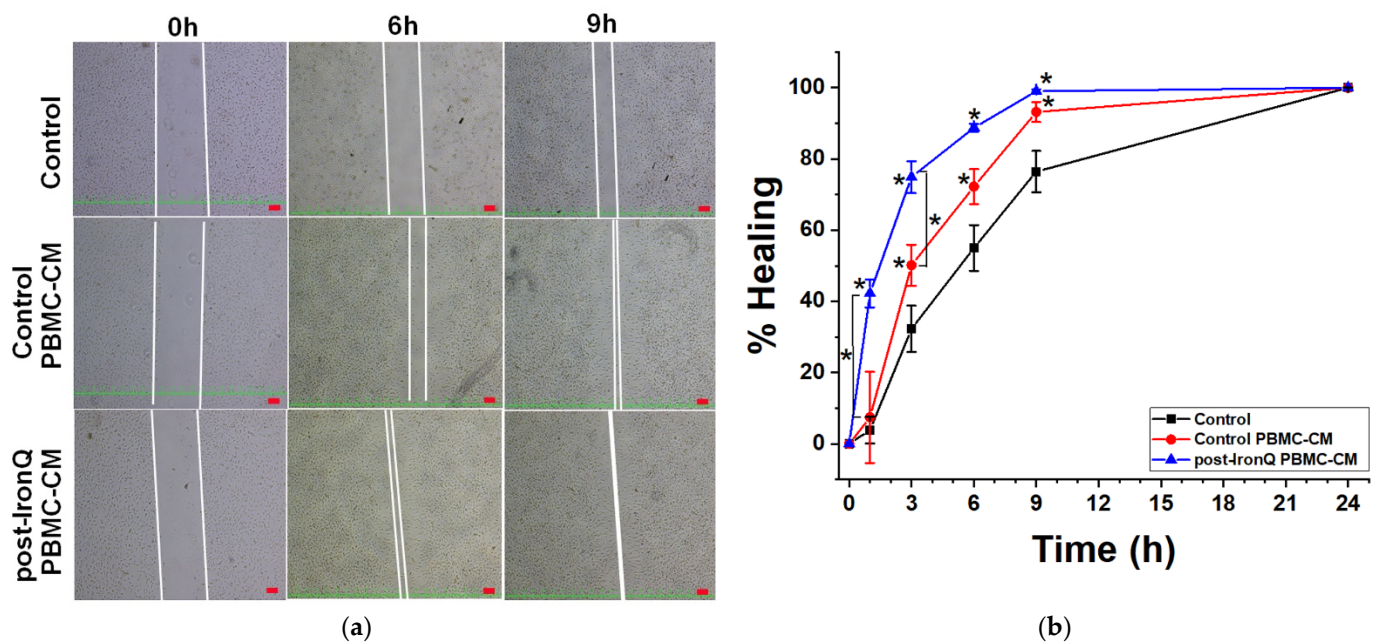 0h 6h 9h
Control
Control
PBMC-CM
post-IronQ
PBMC-CM
(a)
% Healing
100
80
60
40
20
0
* * * * * * * * *
Control
Control PBMC-CM
post-IronQ PBMC-CM
0 3 6 9 12 15 18 21 24
Time (h)
(b)